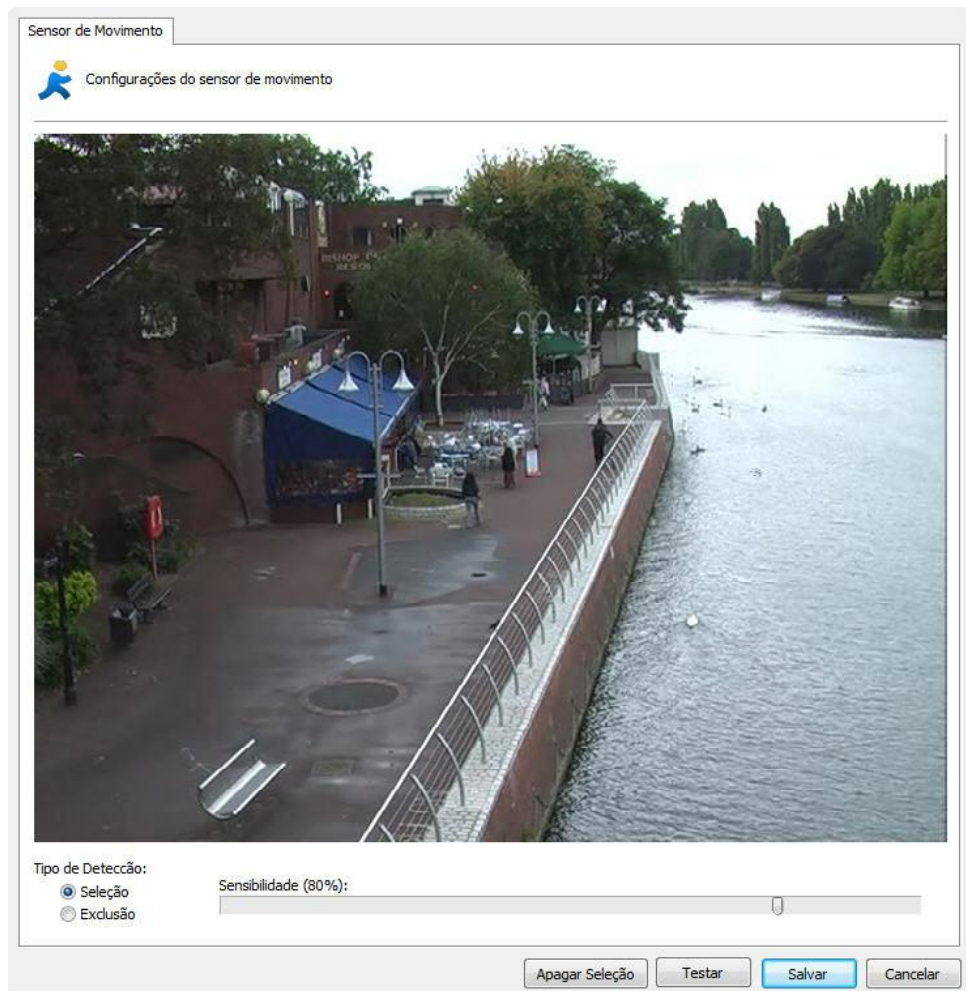 Sensor de Movimento
Configurações do sensor de movimento
BISHOP
Tipo de Detecção:
Seleção
Exclusão
Sensibilidade (80%):
Apagar Seleção
Testar
Salvar
Cancelar